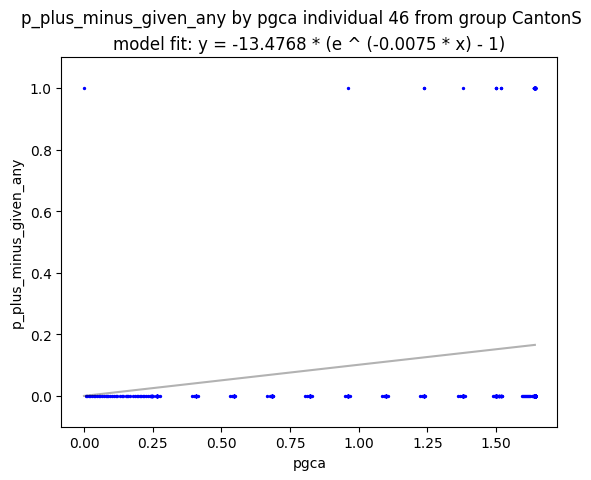 p_plus_minus_given_any by pgca individual 46 from group CantonS
model fit: y = -13.4768 * (e ^ (-0.0075 * x) - 1)
1.0
0.8
0.6
0.4
0.2
0.0
p_plus_minus_given_any
0.00 0.25 0.50 0.75 1.00 1.25 1.50
pgca